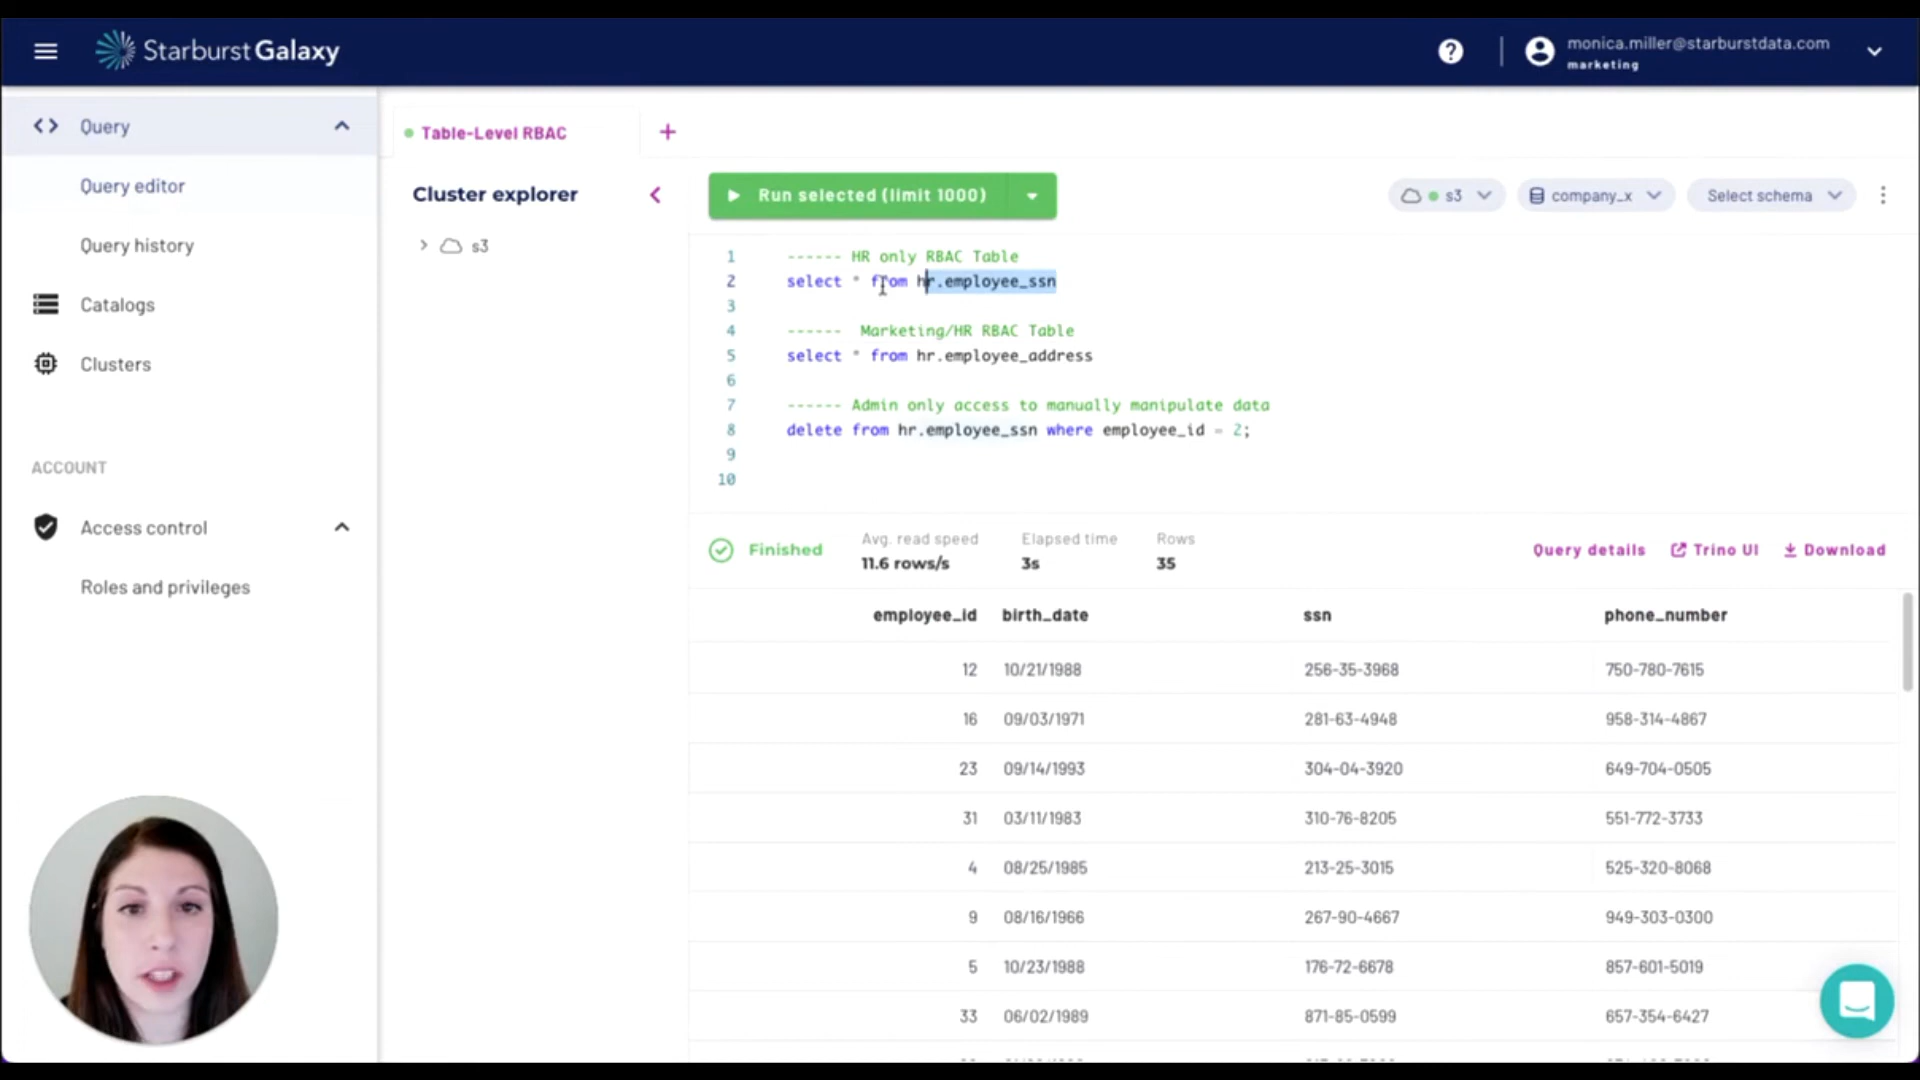 Starburst Galaxy
monica.miller@starburstdata.com
marketing
Query
Query editor
Query history
Catalogs
Clusters
ACCOUNT
Access control
Roles and privileges
Table-Level RBAC
Cluster explorer
s3
Run selected (limit 1000)
s3
company_x
Select schema
1 ------ HR only RBAC Table
2 select * from hr.employee_ssn
3
4 ------ Marketing/HR RBAC Table
5 select * from hr.employee_address
6
7 ------ Admin only access to manually manipulate data
8 delete from hr.employee_ssn where employee_id = 2;
9
10
Finished
Avg. read speed
11.6 rows/s
Elapsed time
3s
Rows
35
Query details
Trino UI
Download
employee_id birth_date ssn phone_number
12 10/21/1988 256-35-3968 750-780-7615
16 09/03/1971 281-63-4948 958-314-4867
23 09/14/1993 304-04-3920 649-704-0505
31 03/11/1983 310-76-8205 551-772-3733
4 08/25/1985 213-25-3015 525-320-8068
9 08/16/1966 267-90-4667 949-303-0300
5 10/23/1988 176-72-6678 857-601-5019
33 06/02/1989 871-85-0599 657-354-6427